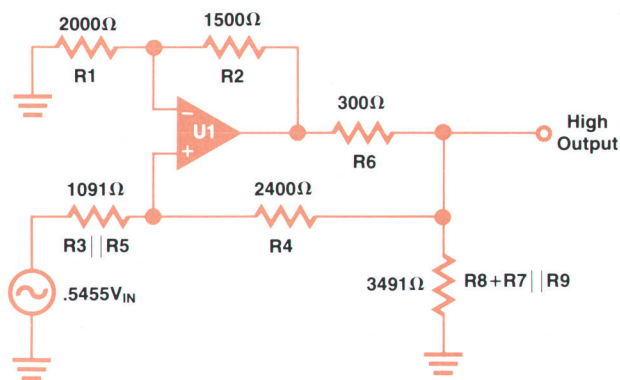 2000Ω
R1
1500Ω
R2
−
U1
+
300Ω
R6
High
Output
1091Ω
R3||R5
2400Ω
R4
.5455V_IN
3491Ω
R8+R7||R9